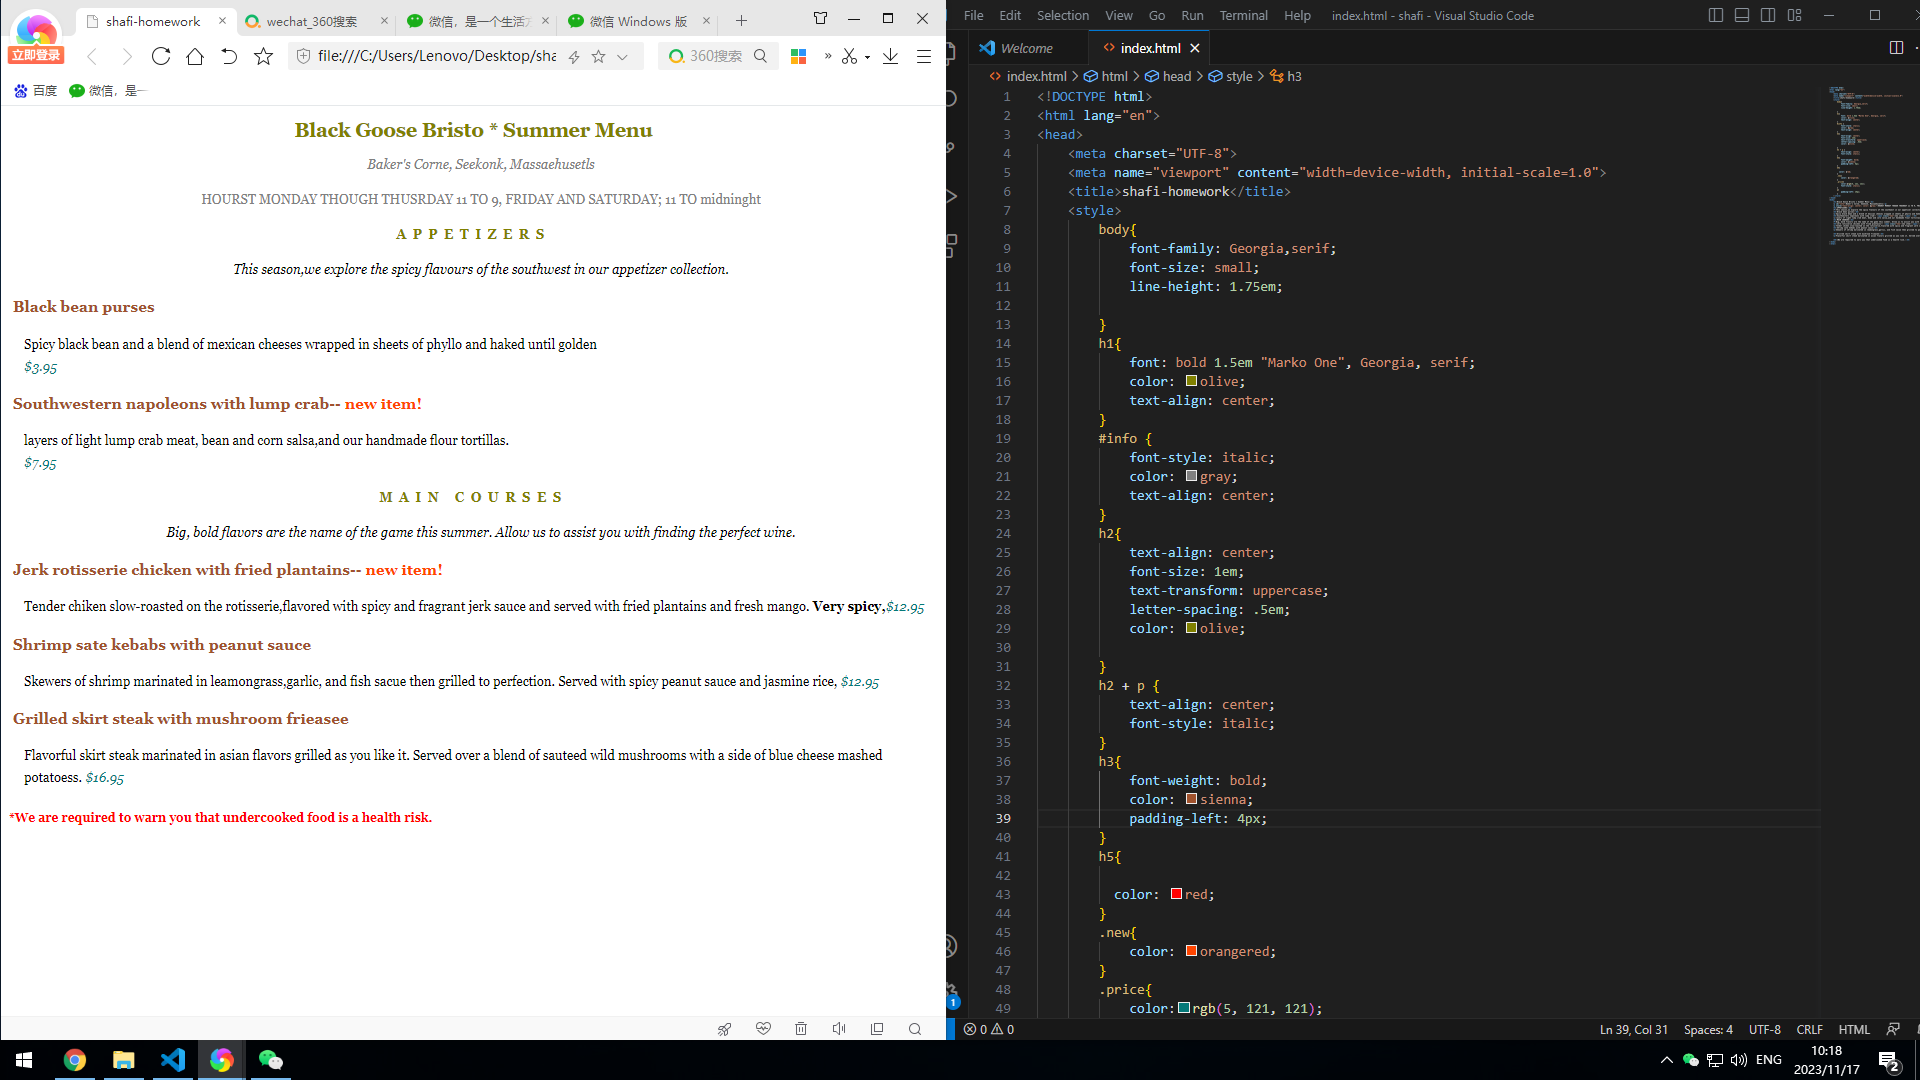 shafi-homework
wechat_360搜索
微信，是一个生活方
微信 Windows 版
立即登录
file:///C:/Users/Lenovo/Desktop/sha
360搜索
百度
微信，是一
Black Goose Bristo * Summer Menu
Baker's Corne, Seekonk, Massaehusetls
HOURST MONDAY THOUGH THUSRDAY 11 TO 9, FRIDAY AND SATURDAY; 11 TO midninght
APPETIZERS
This season,we explore the spicy flavours of the southwest in our appetizer collection.
Black bean purses
Spicy black bean and a blend of mexican cheeses wrapped in sheets of phyllo and haked until golden
$3.95
Southwestern napoleons with lump crab-- new item!
layers of light lump crab meat, bean and corn salsa,and our handmade flour tortillas.
$7.95
MAIN COURSES
Big, bold flavors are the name of the game this summer. Allow us to assist you with finding the perfect wine.
Jerk rotisserie chicken with fried plantains-- new item!
Tender chiken slow-roasted on the rotisserie,flavored with spicy and fragrant jerk sauce and served with fried plantains and fresh mango. Very spicy,$12.95
Shrimp sate kebabs with peanut sauce
Skewers of shrimp marinated in leamongrass,garlic, and fish sacue then grilled to perfection. Served with spicy peanut sauce and jasmine rice, $12.95
Grilled skirt steak with mushroom frieasee
Flavorful skirt steak marinated in asian flavors grilled as you like it. Served over a blend of sauteed wild mushrooms with a side of blue cheese mashed
potatoess. $16.95
*We are required to warn you that undercooked food is a health risk.
File Edit Selection View Go Run Terminal Help index.html - shafi - Visual Studio Code
Welcome
index.html
index.html > html > head > style > h3
1 <!DOCTYPE html>
2 <html lang="en">
3 <head>
4 <meta charset="UTF-8">
5 <meta name="viewport" content="width=device-width, initial-scale=1.0">
6 <title>shafi-homework</title>
7 <style>
8 body{
9 font-family: Georgia,serif;
10 font-size: small;
11 line-height: 1.75em;
12
13 }
14 h1{
15 font: bold 1.5em "Marko One", Georgia, serif;
16 color: olive;
17 text-align: center;
18 }
19 #info {
20 font-style: italic;
21 color: gray;
22 text-align: center;
23 }
24 h2{
25 text-align: center;
26 font-size: 1em;
27 text-transform: uppercase;
28 letter-spacing: .5em;
29 color: olive;
30
31 }
32 h2 + p {
33 text-align: center;
34 font-style: italic;
35 }
36 h3{
37 font-weight: bold;
38 color: sienna;
39 padding-left: 4px;
40 }
41 h5{
42
43 color: red;
44 }
45 .new{
46 color: orangered;
47 }
48 .price{
49 color:rgb(5, 121, 121);
1
0 0
Ln 39, Col 31 Spaces: 4 UTF-8 CRLF HTML
ENG
10:18
2023/11/17
2